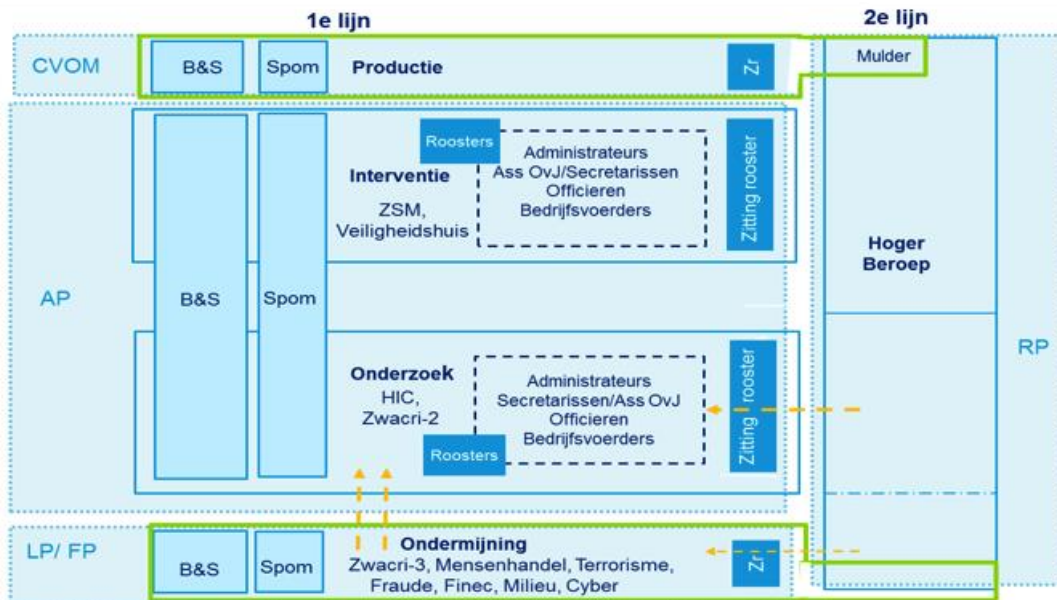 1e lijn
2e lijn
CVOM
B&S
Spom
Productie
Zr
Mulder
AP
B&S
Spom
Roosters
Interventie
ZSM,
Veiligheidshuis
Administrateurs
Ass OvJ/Secretarissen
Officieren
Bedrijfsvoerders
Zitting rooster
Hoger
Beroep
RP
Onderzoek
HIC,
Zwacri-2
Administrateurs
Secretarissen/Ass OvJ
Officieren
Bedrijfsvoerders
Roosters
Zitting rooster
LP/ FP
B&S
Spom
Ondermijning
Zwacri-3, Mensenhandel, Terrorisme,
Fraude, Finec, Milieu, Cyber
Zr